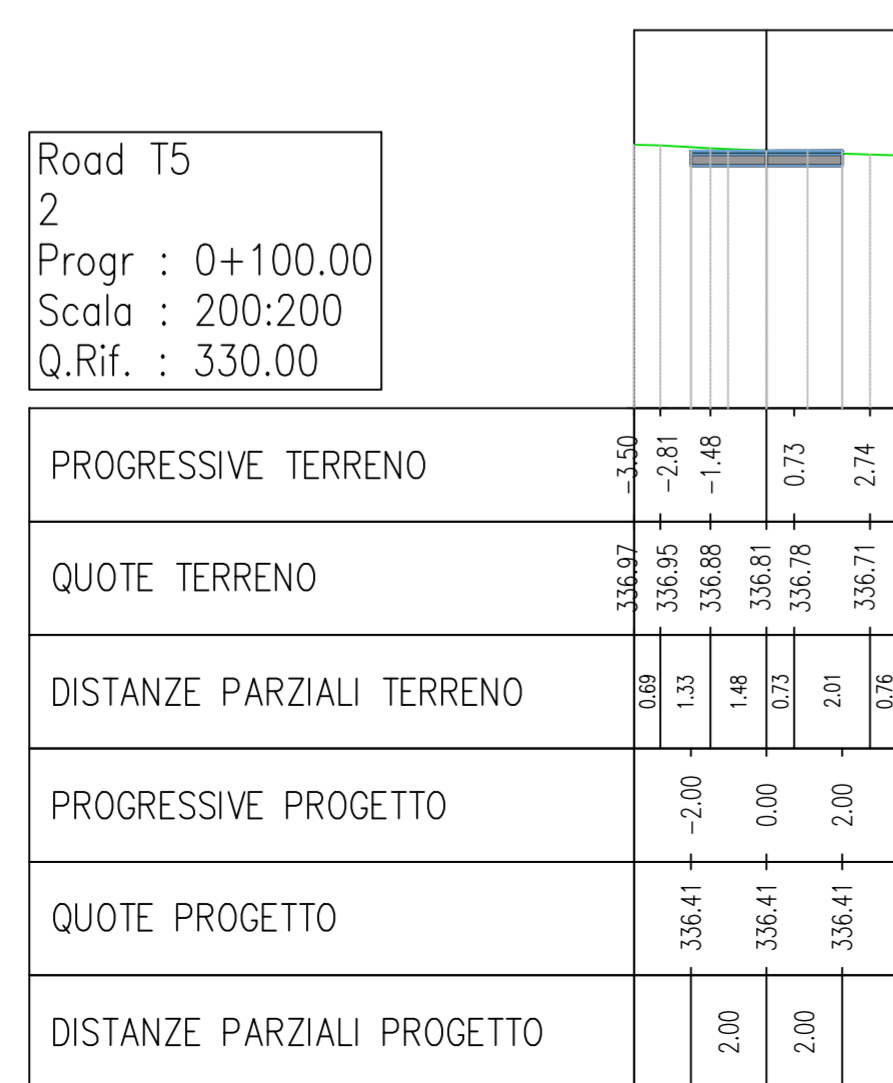 Road T5
2
Progr : 0+100.00
Scala : 200:200
Q.Rif. : 330.00
PROGRESSIVE TERRENO -3.50 -2.81 -1.48 0.73 2.74
QUOTE TERRENO 336.97 336.95 336.88 336.81 336.78 336.71
DISTANZE PARZIALI TERRENO 0.69 1.33 1.48 0.73 2.01 0.76
PROGRESSIVE PROGETTO -2.00 0.00 2.00
QUOTE PROGETTO 336.41 336.41 336.41
DISTANZE PARZIALI PROGETTO 2.00 2.00